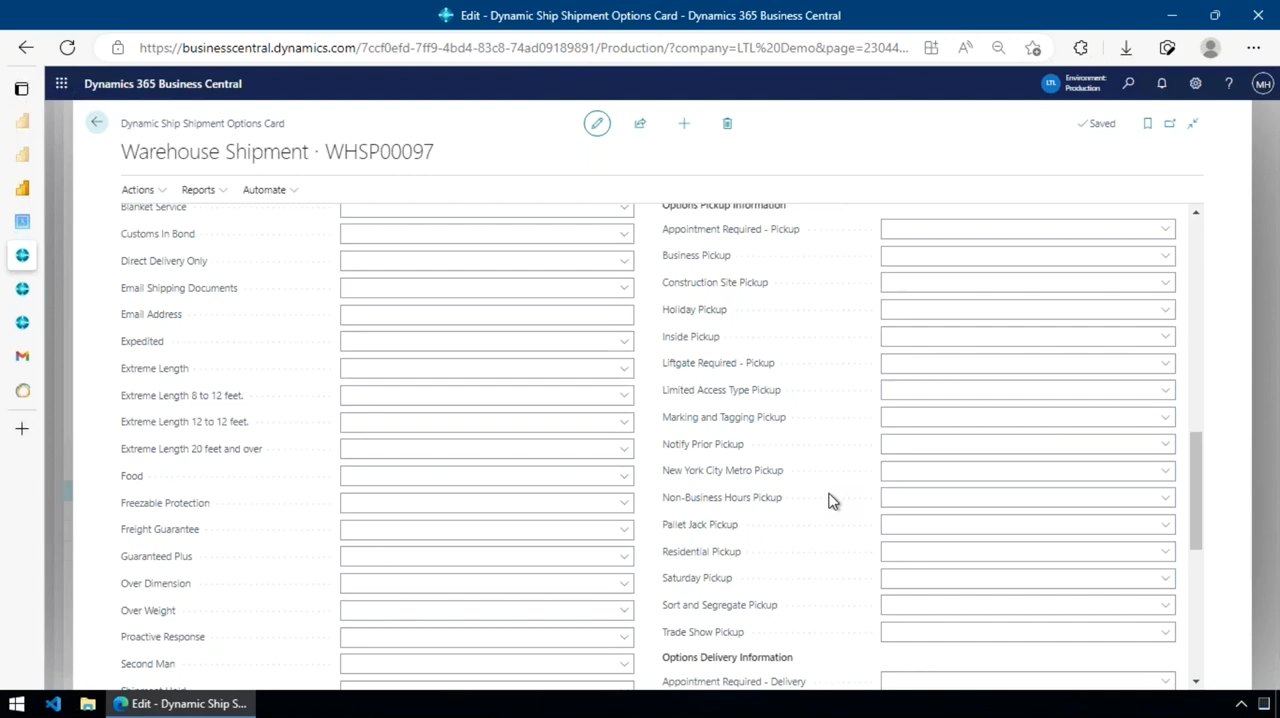 Edit - Dynamic Ship Shipment Options Card - Dynamics 365 Business Central
https://businesscentral.dynamics.com/7ccf0efd-7ff9-4bd4-83c8-74ad09189891/Production/?company=LTL%20Demo&page=23044...
Dynamics 365 Business Central
LTL
Environment:
Production
MH
Dynamic Ship Shipment Options Card
Saved
Warehouse Shipment · WHSP00097
Actions
Reports
Automate
Blanket Service
Customs In Bond
Direct Delivery Only
Email Shipping Documents
Email Address
Expedited
Extreme Length
Extreme Length 8 to 12 feet.
Extreme Length 12 to 12 feet.
Extreme Length 20 feet and over
Food
Freezable Protection
Freight Guarantee
Guaranteed Plus
Over Dimension
Over Weight
Proactive Response
Second Man
Shipment Hold
Options Pickup Information
Appointment Required - Pickup
Business Pickup
Construction Site Pickup
Holiday Pickup
Inside Pickup
Liftgate Required - Pickup
Limited Access Type Pickup
Marking and Tagging Pickup
Notify Prior Pickup
New York City Metro Pickup
Non-Business Hours Pickup
Pallet Jack Pickup
Residential Pickup
Saturday Pickup
Sort and Segregate Pickup
Trade Show Pickup
Options Delivery Information
Appointment Required - Delivery
Edit - Dynamic Ship S...